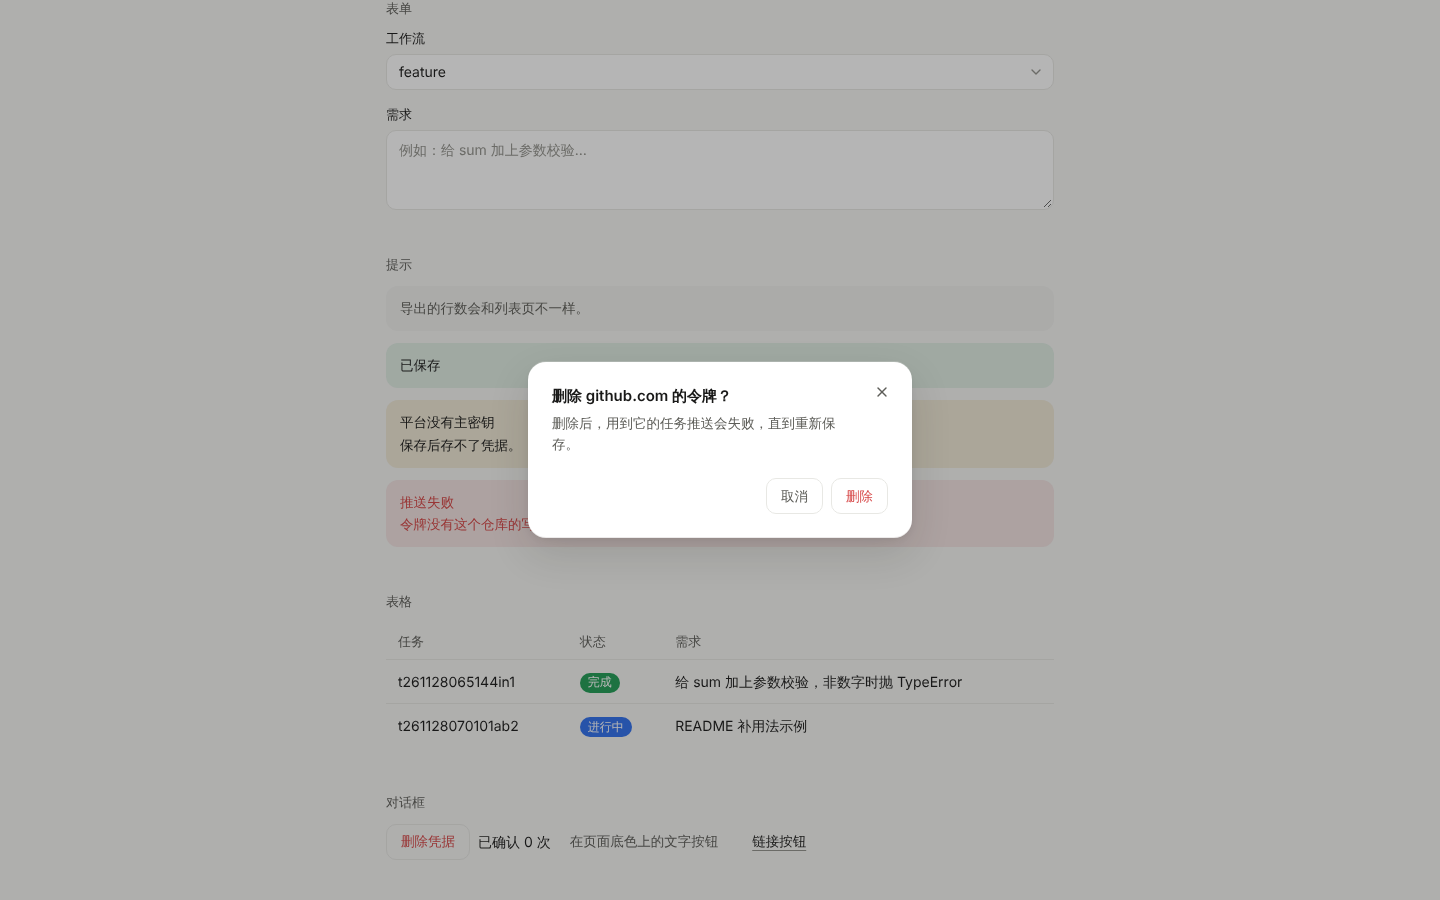 表单
工作流
feature
需求
例如：给 sum 加上参数校验...
提示
导出的行数会和列表页不一样。
已保存
平台没有主密钥
保存后存不了凭据。
推送失败
令牌没有这个仓库的
删除 github.com 的令牌？
删除后，用到它的任务推送会失败，直到重新保
存。
取消 删除
表格
任务 状态 需求
t261128065144in1 完成 给 sum 加上参数校验，非数字时抛 TypeError
t261128070101ab2 进行中 README 补用法示例
对话框
删除凭据 已确认 0 次 在页面底色上的文字按钮 链接按钮